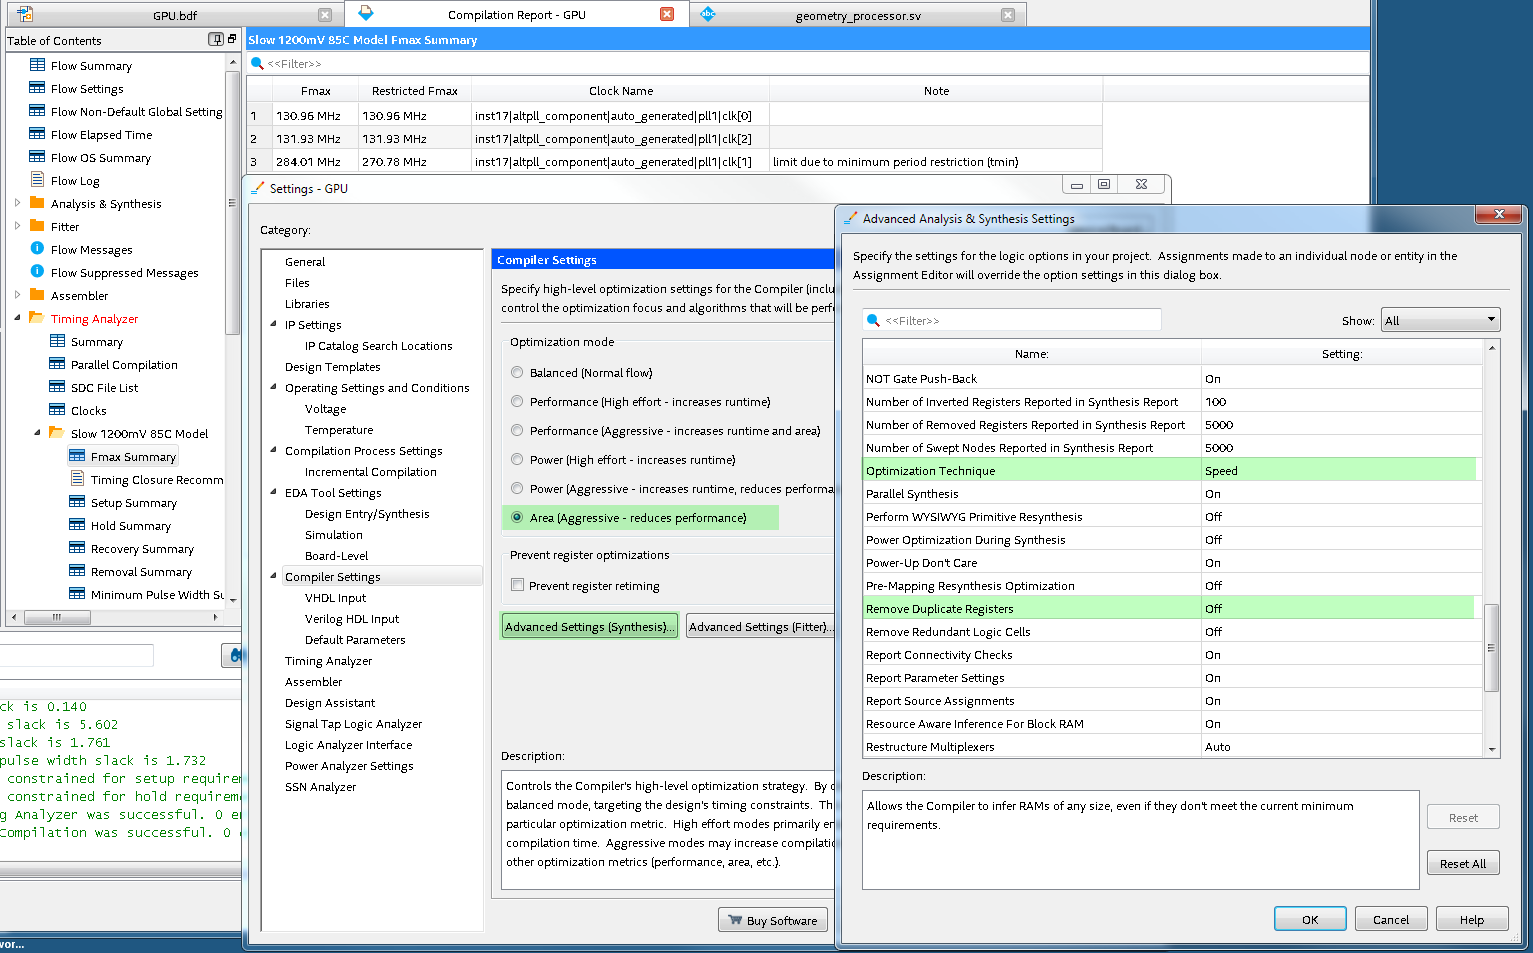 GPU.bdf
Compilation Report - GPU
geometry_processor.sv
Table of Contents
Flow Summary
Flow Settings
Flow Non-Default Global Setting
Flow Elapsed Time
Flow OS Summary
Flow Log
Analysis & Synthesis
Fitter
Flow Messages
Flow Suppressed Messages
Assembler
Timing Analyzer
Summary
Parallel Compilation
SDC File List
Clocks
Slow 1200mV 85C Model
Fmax Summary
Timing Closure Recomm
Setup Summary
Hold Summary
Recovery Summary
Removal Summary
Minimum Pulse Width Su
Slow 1200mV 85C Model Fmax Summary
<<Filter>>
Fmax Restricted Fmax Clock Name Note
1 130.96 MHz 130.96 MHz inst17|altpll_component|auto_generated|pll1|clk[0]
2 131.93 MHz 131.93 MHz inst17|altpll_component|auto_generated|pll1|clk[2]
3 284.01 MHz 270.78 MHz inst17|altpll_component|auto_generated|pll1|clk[1] limit due to minimum period restriction (tmin)
ck is 0.140
slack is 5.602
slack is 1.761
pulse width slack is 1.732
constrained for setup requirem
constrained for hold requireme
g Analyzer was successful. 0 er
Compilation was successful. 0 e
wor...
Settings - GPU
Category:
General
Files
Libraries
IP Settings
IP Catalog Search Locations
Design Templates
Operating Settings and Conditions
Voltage
Temperature
Compilation Process Settings
Incremental Compilation
EDA Tool Settings
Design Entry/Synthesis
Simulation
Board-Level
Compiler Settings
VHDL Input
Verilog HDL Input
Default Parameters
Timing Analyzer
Assembler
Design Assistant
Signal Tap Logic Analyzer
Logic Analyzer Interface
Power Analyzer Settings
SSN Analyzer
Compiler Settings
Specify high-level optimization settings for the Compiler (inclu
control the optimization focus and algorithms that will be perfo
Optimization mode
Balanced (Normal flow)
Performance (High effort - increases runtime)
Performance (Aggressive - increases runtime and area)
Power (High effort - increases runtime)
Power (Aggressive - increases runtime, reduces performa
Area (Aggressive - reduces performance)
Prevent register optimizations
Prevent register retiming
Advanced Settings (Synthesis)...
Advanced Settings (Fitter)...
Description:
Controls the Compiler's high-level optimization strategy. By d
balanced mode, targeting the design's timing constraints. Th
particular optimization metric. High effort modes primarily en
compilation time. Aggressive modes may increase compilatio
other optimization metrics (performance, area, etc.).
Buy Software
Advanced Analysis & Synthesis Settings
Specify the settings for the logic options in your project. Assignments made to an individual node or entity in the
Assignment Editor will override the option settings in this dialog box.
<<Filter>>
Show: All
Name: Setting:
NOT Gate Push-Back On
Number of Inverted Registers Reported in Synthesis Report 100
Number of Removed Registers Reported in Synthesis Report 5000
Number of Swept Nodes Reported in Synthesis Report 5000
Optimization Technique Speed
Parallel Synthesis On
Perform WYSIWYG Primitive Resynthesis Off
Power Optimization During Synthesis Off
Power-Up Don't Care On
Pre-Mapping Resynthesis Optimization Off
Remove Duplicate Registers Off
Remove Redundant Logic Cells Off
Report Connectivity Checks On
Report Parameter Settings On
Report Source Assignments On
Resource Aware Inference For Block RAM On
Restructure Multiplexers Auto
Description:
Allows the Compiler to infer RAMs of any size, even if they don't meet the current minimum
requirements.
Reset
Reset All
OK
Cancel
Help